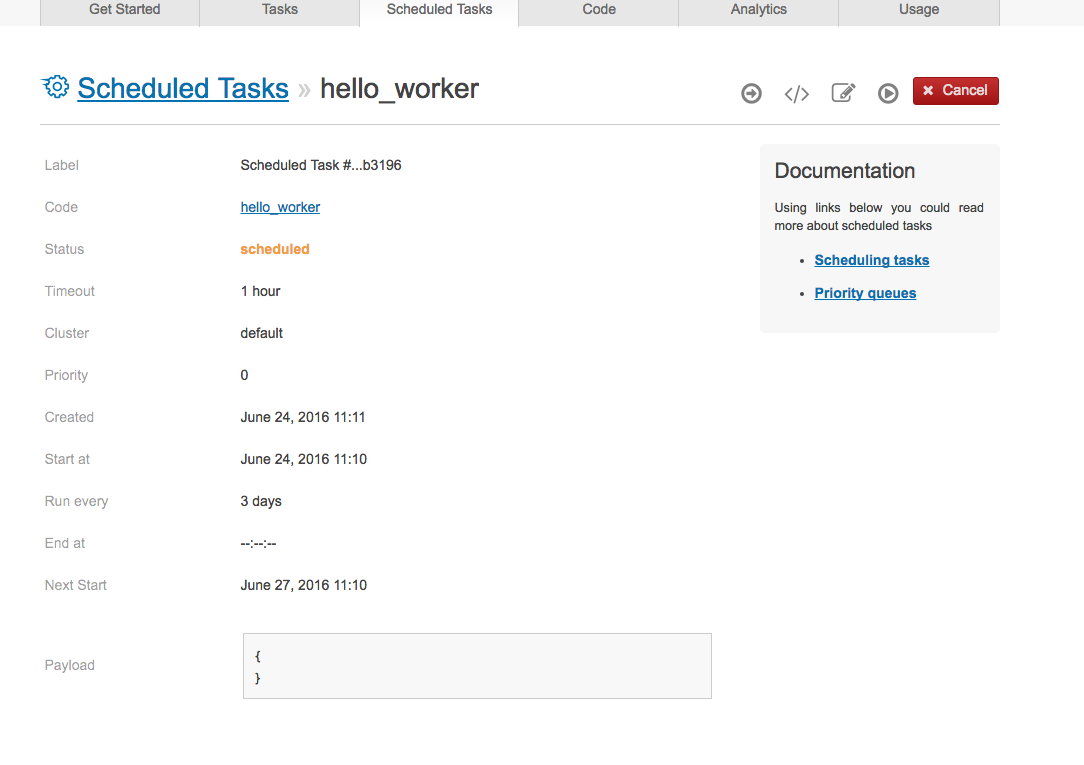 Get Started Tasks Scheduled Tasks Code Analytics Usage
Scheduled Tasks » hello_worker
Cancel
Label Scheduled Task #...b3196
Code hello_worker
Status scheduled
Timeout 1 hour
Cluster default
Priority 0
Created June 24, 2016 11:11
Start at June 24, 2016 11:10
Run every 3 days
End at --:--:--
Next Start June 27, 2016 11:10
Payload
{
}
Documentation
Using links below you could read
more about scheduled tasks
• Scheduling tasks
• Priority queues